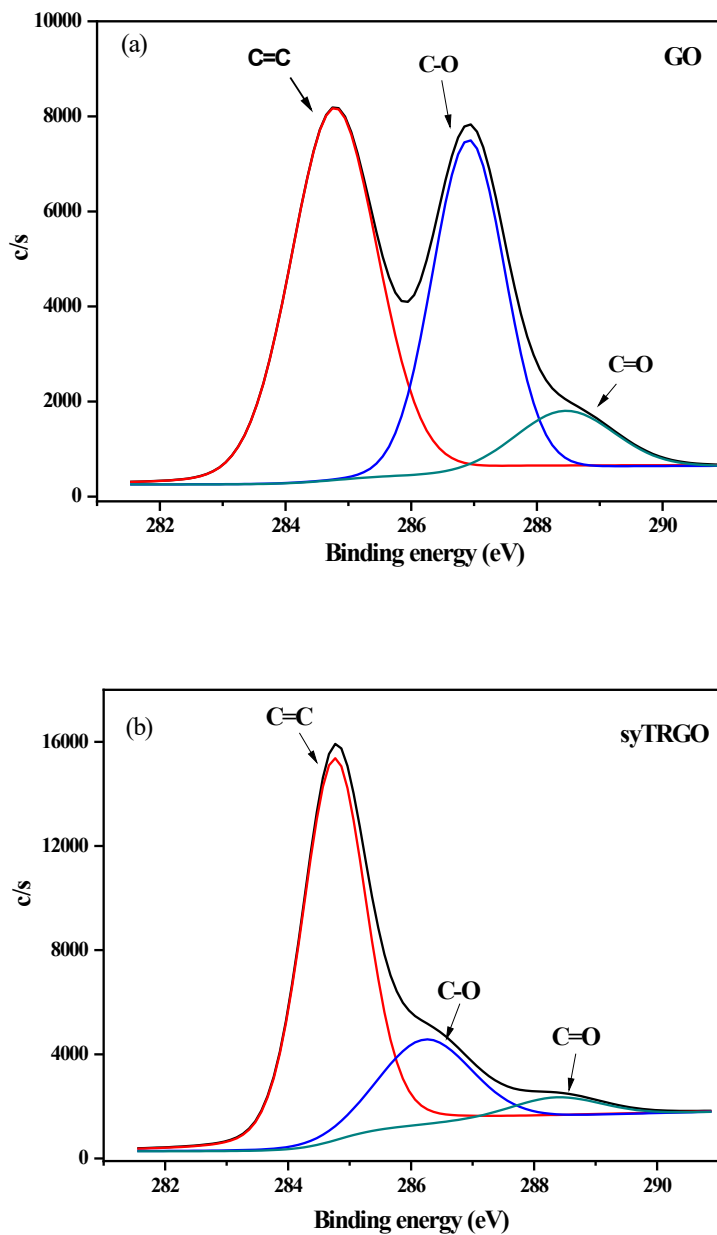 10000
(a)
GO
C=C
C-O
8000
6000
c/s
4000
C=O
2000
0
282
284
286
288
290
Binding energy (eV)
(b)
C=C
syTRGO
16000
12000
c/s
8000
C-O
C=O
4000
0
282
284
286
288
290
Binding energy (eV)